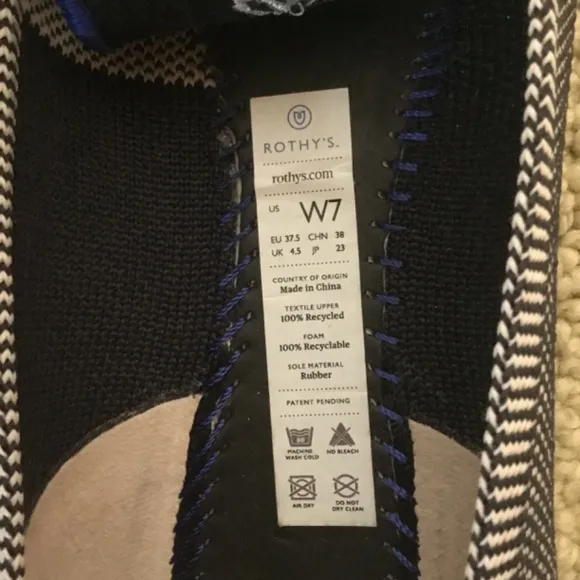 ROTHY'S.
rothys.com
US W7
EU 37.5 CHN 38
UK 4.5 JP 23
COUNTRY OF ORIGIN
Made in China
TEXTILE UPPER
100% Recycled
FOAM
100% Recyclable
SOLE MATERIAL
Rubber
PATENT PENDING
MACHINE WASH COLD NO BLEACH
AIR DRY DO NOT DRY CLEAN